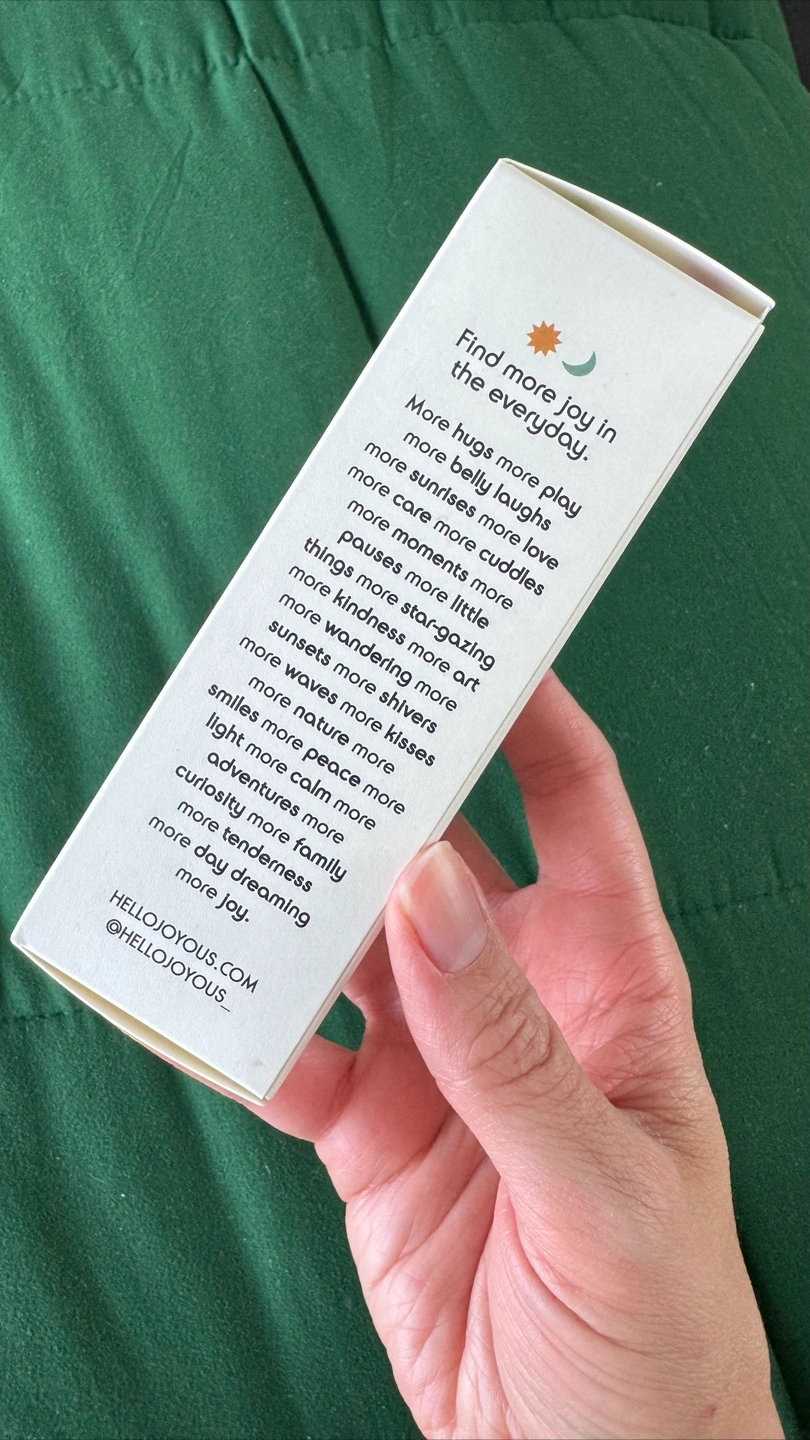 Find more joy in
the everyday.
More hugs more play
more belly laughs
more sunrises more love
more care more cuddles
more moments more
pauses more little
things more star-gazing
more kindness more art
more wandering more
sunsets more shivers
more waves more kisses
more nature more
smiles more peace more
light more calm more
adventures more
curiosity more family
more tenderness
more day dreaming
more joy.
HELLOJOYOUS.COM
@HELLOJOYOUS_